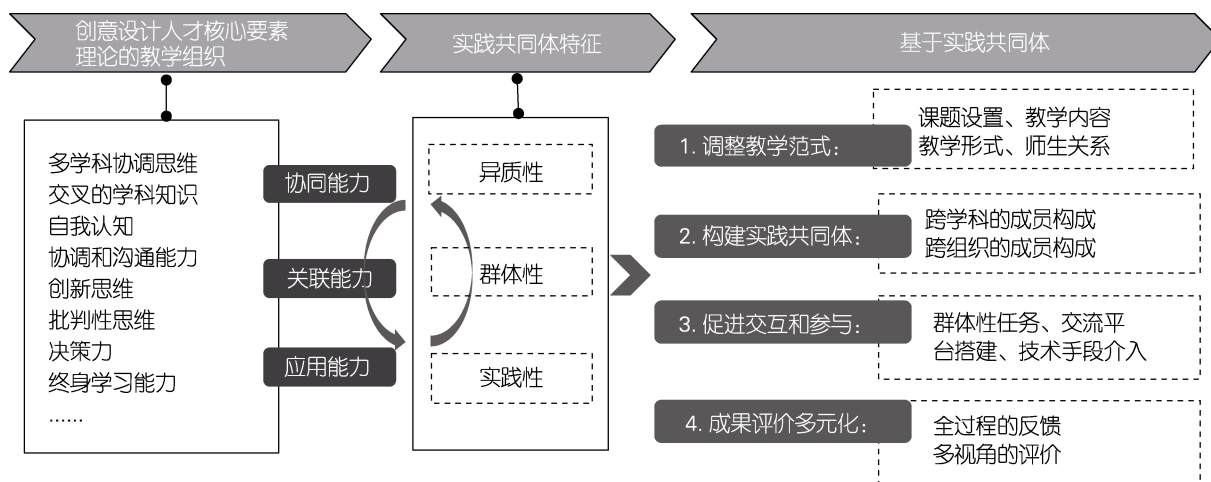 创意设计人才核心要素
理论的教学组织
实践共同体特征
基于实践共同体
多学科协调思维
交叉的学科知识
自我认知
协调和沟通能力
创新思维
批判性思维
决策力
终身学习能力
......
协同能力
关联能力
应用能力
异质性
群体性
实践性
1. 调整教学范式：
课题设置、教学内容
教学形式、师生关系
2. 构建实践共同体：
跨学科的成员构成
跨组织的成员构成
3. 促进交互和参与：
群体性任务、交流平
台搭建、技术手段介入
4. 成果评价多元化：
全过程的反馈
多视角的评价